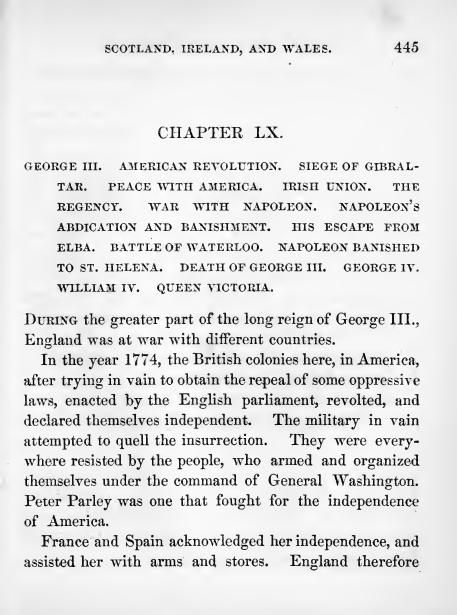 SCOTLAND, IRELAND, AND WALES. 445
CHAPTER LX.
GEORGE III. AMERICAN REVOLUTION. SIEGE OF GIBRAL-
TAR. PEACE WITH AMERICA. IRISH UNION. THE
REGENCY. WAR WITH NAPOLEON. NAPOLEON'S
ABDICATION AND BANISHMENT. HIS ESCAPE FROM
ELBA. BATTLE OF WATERLOO. NAPOLEON BANISHED
TO ST. HELENA. DEATH OF GEORGE III. GEORGE IV.
WILLIAM IV. QUEEN VICTORIA.
DURING the greater part of the long reign of George III.,
England was at war with different countries.
In the year 1774, the British colonies here, in America,
after trying in vain to obtain the repeal of some oppressive
laws, enacted by the English parliament, revolted, and
declared themselves independent. The military in vain
attempted to quell the insurrection. They were every-
where resisted by the people, who armed and organized
themselves under the command of General Washington.
Peter Parley was one that fought for the independence
of America.
France and Spain acknowledged her independence, and
assisted her with arms and stores. England therefore